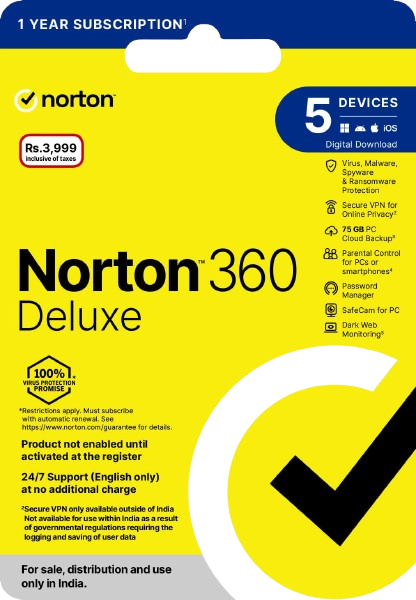 1 YEAR SUBSCRIPTION¹
norton™
5 DEVICES
iOS
Digital Download
Rs.3,999
inclusive of taxes
Virus, Malware,
Spyware
& Ransomware
Protection
Secure VPN for
Online Privacy²
75 GB PC
Cloud Backup³
Parental Control
for PCs or
smartphones⁴
Password
Manager
SafeCam for PC
Dark Web
Monitoring⁵
Norton™ 360
Deluxe
100%
VIRUS PROTECTION
PROMISE
*
*Restrictions apply. Must subscribe
with automatic renewal. See
https://www.norton.com/guarantee for details.
Product not enabled until
activated at the register
24/7 Support (English only)
at no additional charge
²Secure VPN only available outside of India
Not available for use within India as a result
of governmental regulations requiring the
logging and saving of user data
For sale, distribution and use
only in India.